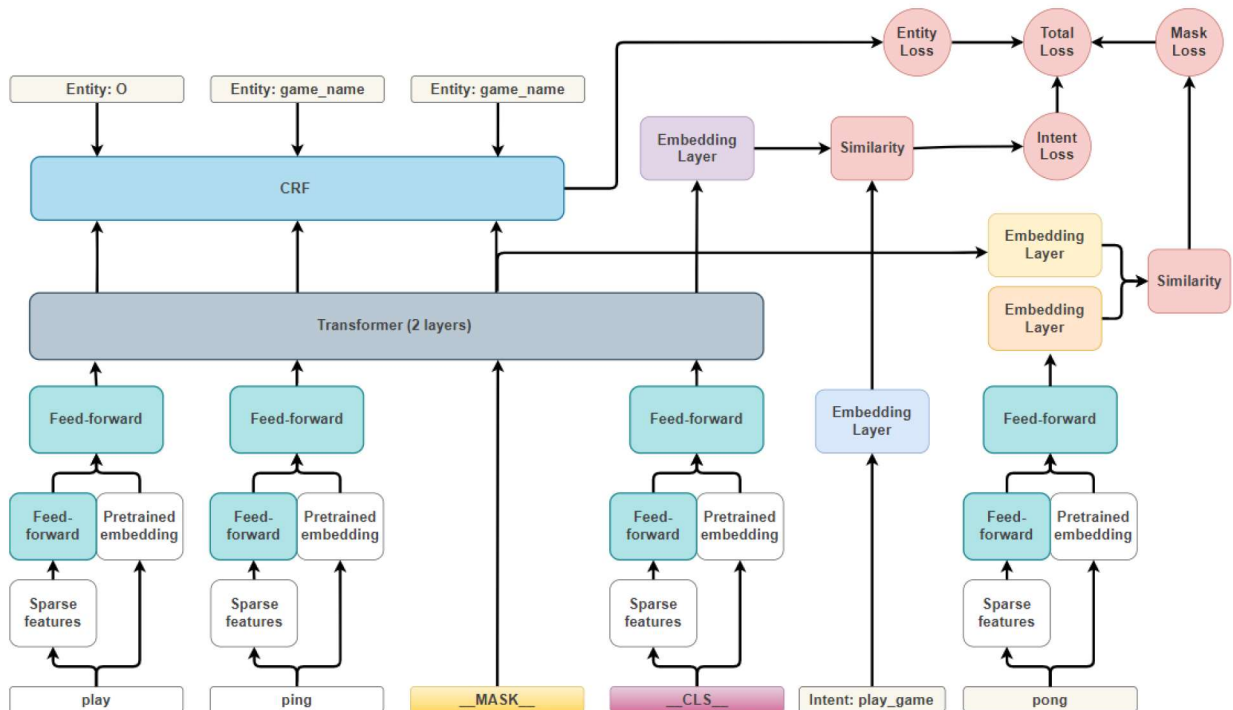 Entity
Loss
Total
Loss
Mask
Loss
Entity: O
Entity: game_name
Entity: game_name
Embedding
Layer
Similarity
Intent
Loss
CRF
Embedding
Layer
Similarity
Transformer (2 layers)
Embedding
Layer
Feed-forward
Feed-forward
Feed-forward
Embedding
Layer
Feed-forward
Feed-
forward
Pretrained
embedding
Feed-
forward
Pretrained
embedding
Feed-
forward
Pretrained
embedding
Feed-
forward
Pretrained
embedding
Sparse
features
Sparse
features
Sparse
features
Sparse
features
play
ping
__MASK__
__CLS__
Intent: play_game
pong